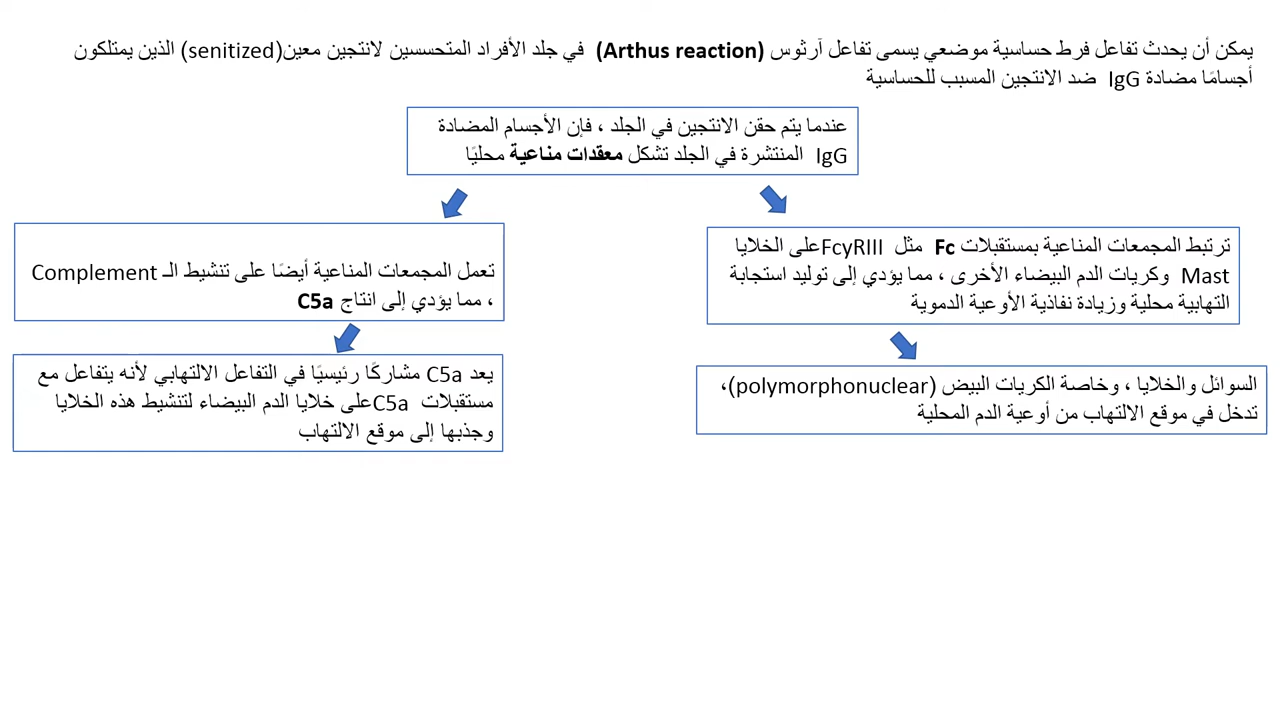 يمكن أن يحدث تفاعل فرط حساسية موضعي يسمى تفاعل آرثوس (Arthus reaction) في جلد الأفراد المتحسسين لانتجين معين(senitized) الذين يمتلكون
أجسامًا مضادة IgG ضد الانتجين المسبب للحساسية
عندما يتم حقن الانتجين في الجلد ، فإن الأجسام المضادة
IgG المنتشرة في الجلد تشكل معقدات مناعية محليًا
ترتبط المجمعات المناعية بمستقبلات Fc مثل FcyRIIIعلى الخلايا
Mast وكريات الدم البيضاء الأخرى ، مما يؤدي إلى توليد استجابة
التهابية محلية وزيادة نفاذية الأوعية الدموية
السوائل والخلايا ، وخاصة الكريات البيض (polymorphonuclear)،
تدخل في موقع الالتهاب من أوعية الدم المحلية
تعمل المجمعات المناعية أيضًا على تنشيط الـ Complement
، مما يؤدي إلى انتاج C5a
يعد C5a مشاركًا رئيسيًا في التفاعل الالتهابي لأنه يتفاعل مع
مستقبلات C5aعلى خلايا الدم البيضاء لتنشيط هذه الخلايا
وجذبها إلى موقع الالتهاب